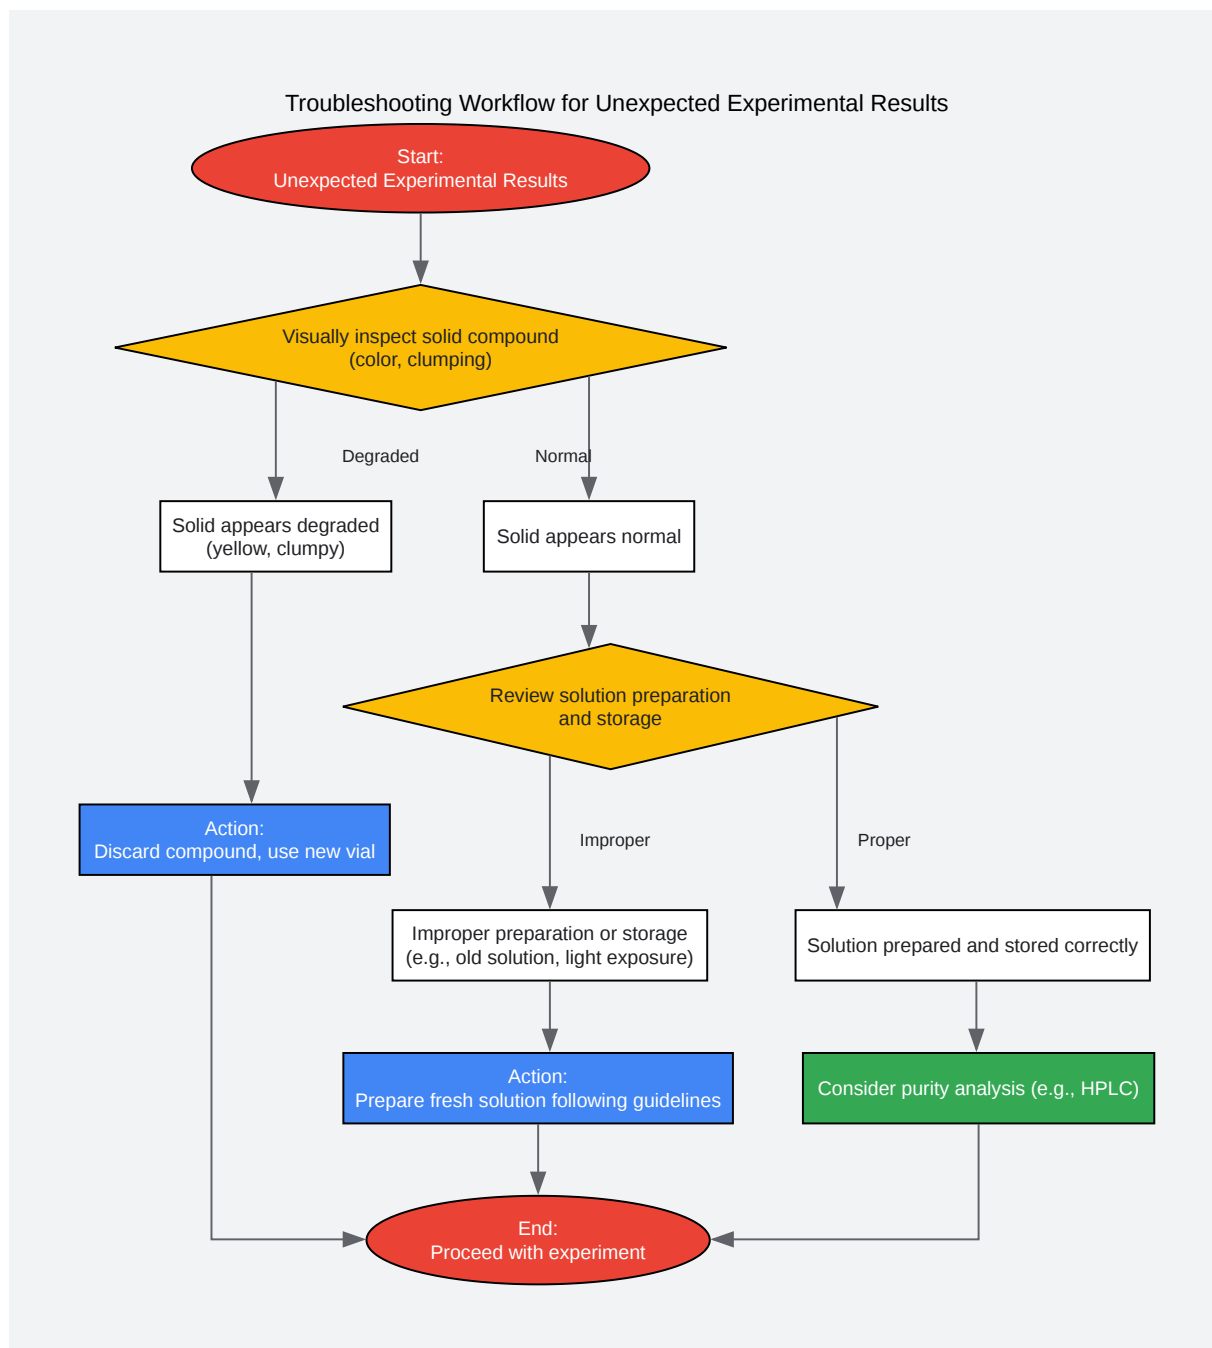 Troubleshooting Workflow for Unexpected Experimental Results
Start:
Unexpected Experimental Results
Visually inspect solid compound
(color, clumping)
Degraded
Normal
Solid appears degraded
(yellow, clumpy)
Solid appears normal
Review solution preparation
and storage
Action:
Discard compound, use new vial
Improper
Proper
Improper preparation or storage
(e.g., old solution, light exposure)
Solution prepared and stored correctly
Action:
Prepare fresh solution following guidelines
Consider purity analysis (e.g., HPLC)
End:
Proceed with experiment